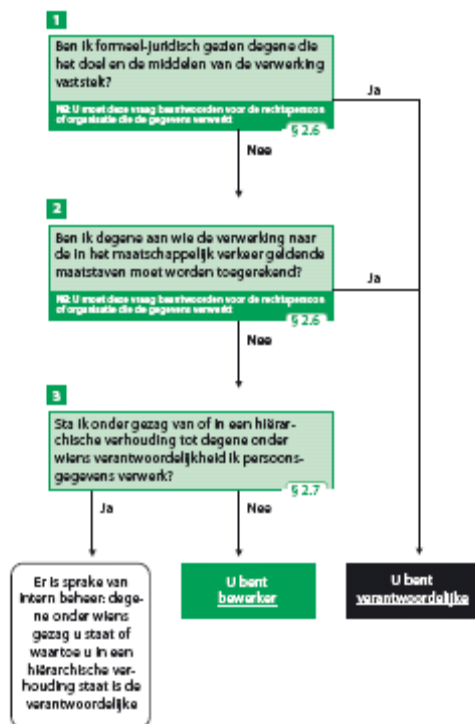 1
Ben ik formeel-juridisch gezien degene die
het doel en de middelen van de verwerking
vaststelt?
NB: U moet deze vraag beantwoorden voor de rechtspersoon
of organisatie die de gegevens verwerkt
§ 2.6
Ja
Nee
2
Ben ik degene aan wie de verwerking naar
de in het maatschappelijk verkeer geldende
maatstaven moet worden toegerekend?
NB: U moet deze vraag beantwoorden voor de rechtspersoon
of organisatie die de gegevens verwerkt
§ 2.6
Ja
Nee
3
Sta ik onder gezag van of in een hiërar-
chische verhouding tot degene onder
wiens verantwoordelijkheid ik persoons-
gegevens verwerk?
§ 2.7
Ja
Nee
Er is sprake van
intern beheer: dege-
ne onder wiens
gezag u staat of
waartoe u in een
hiërarchische ver-
houding staat is de
verantwoordelijke
U bent
bewerker
U bent
verantwoordelijke